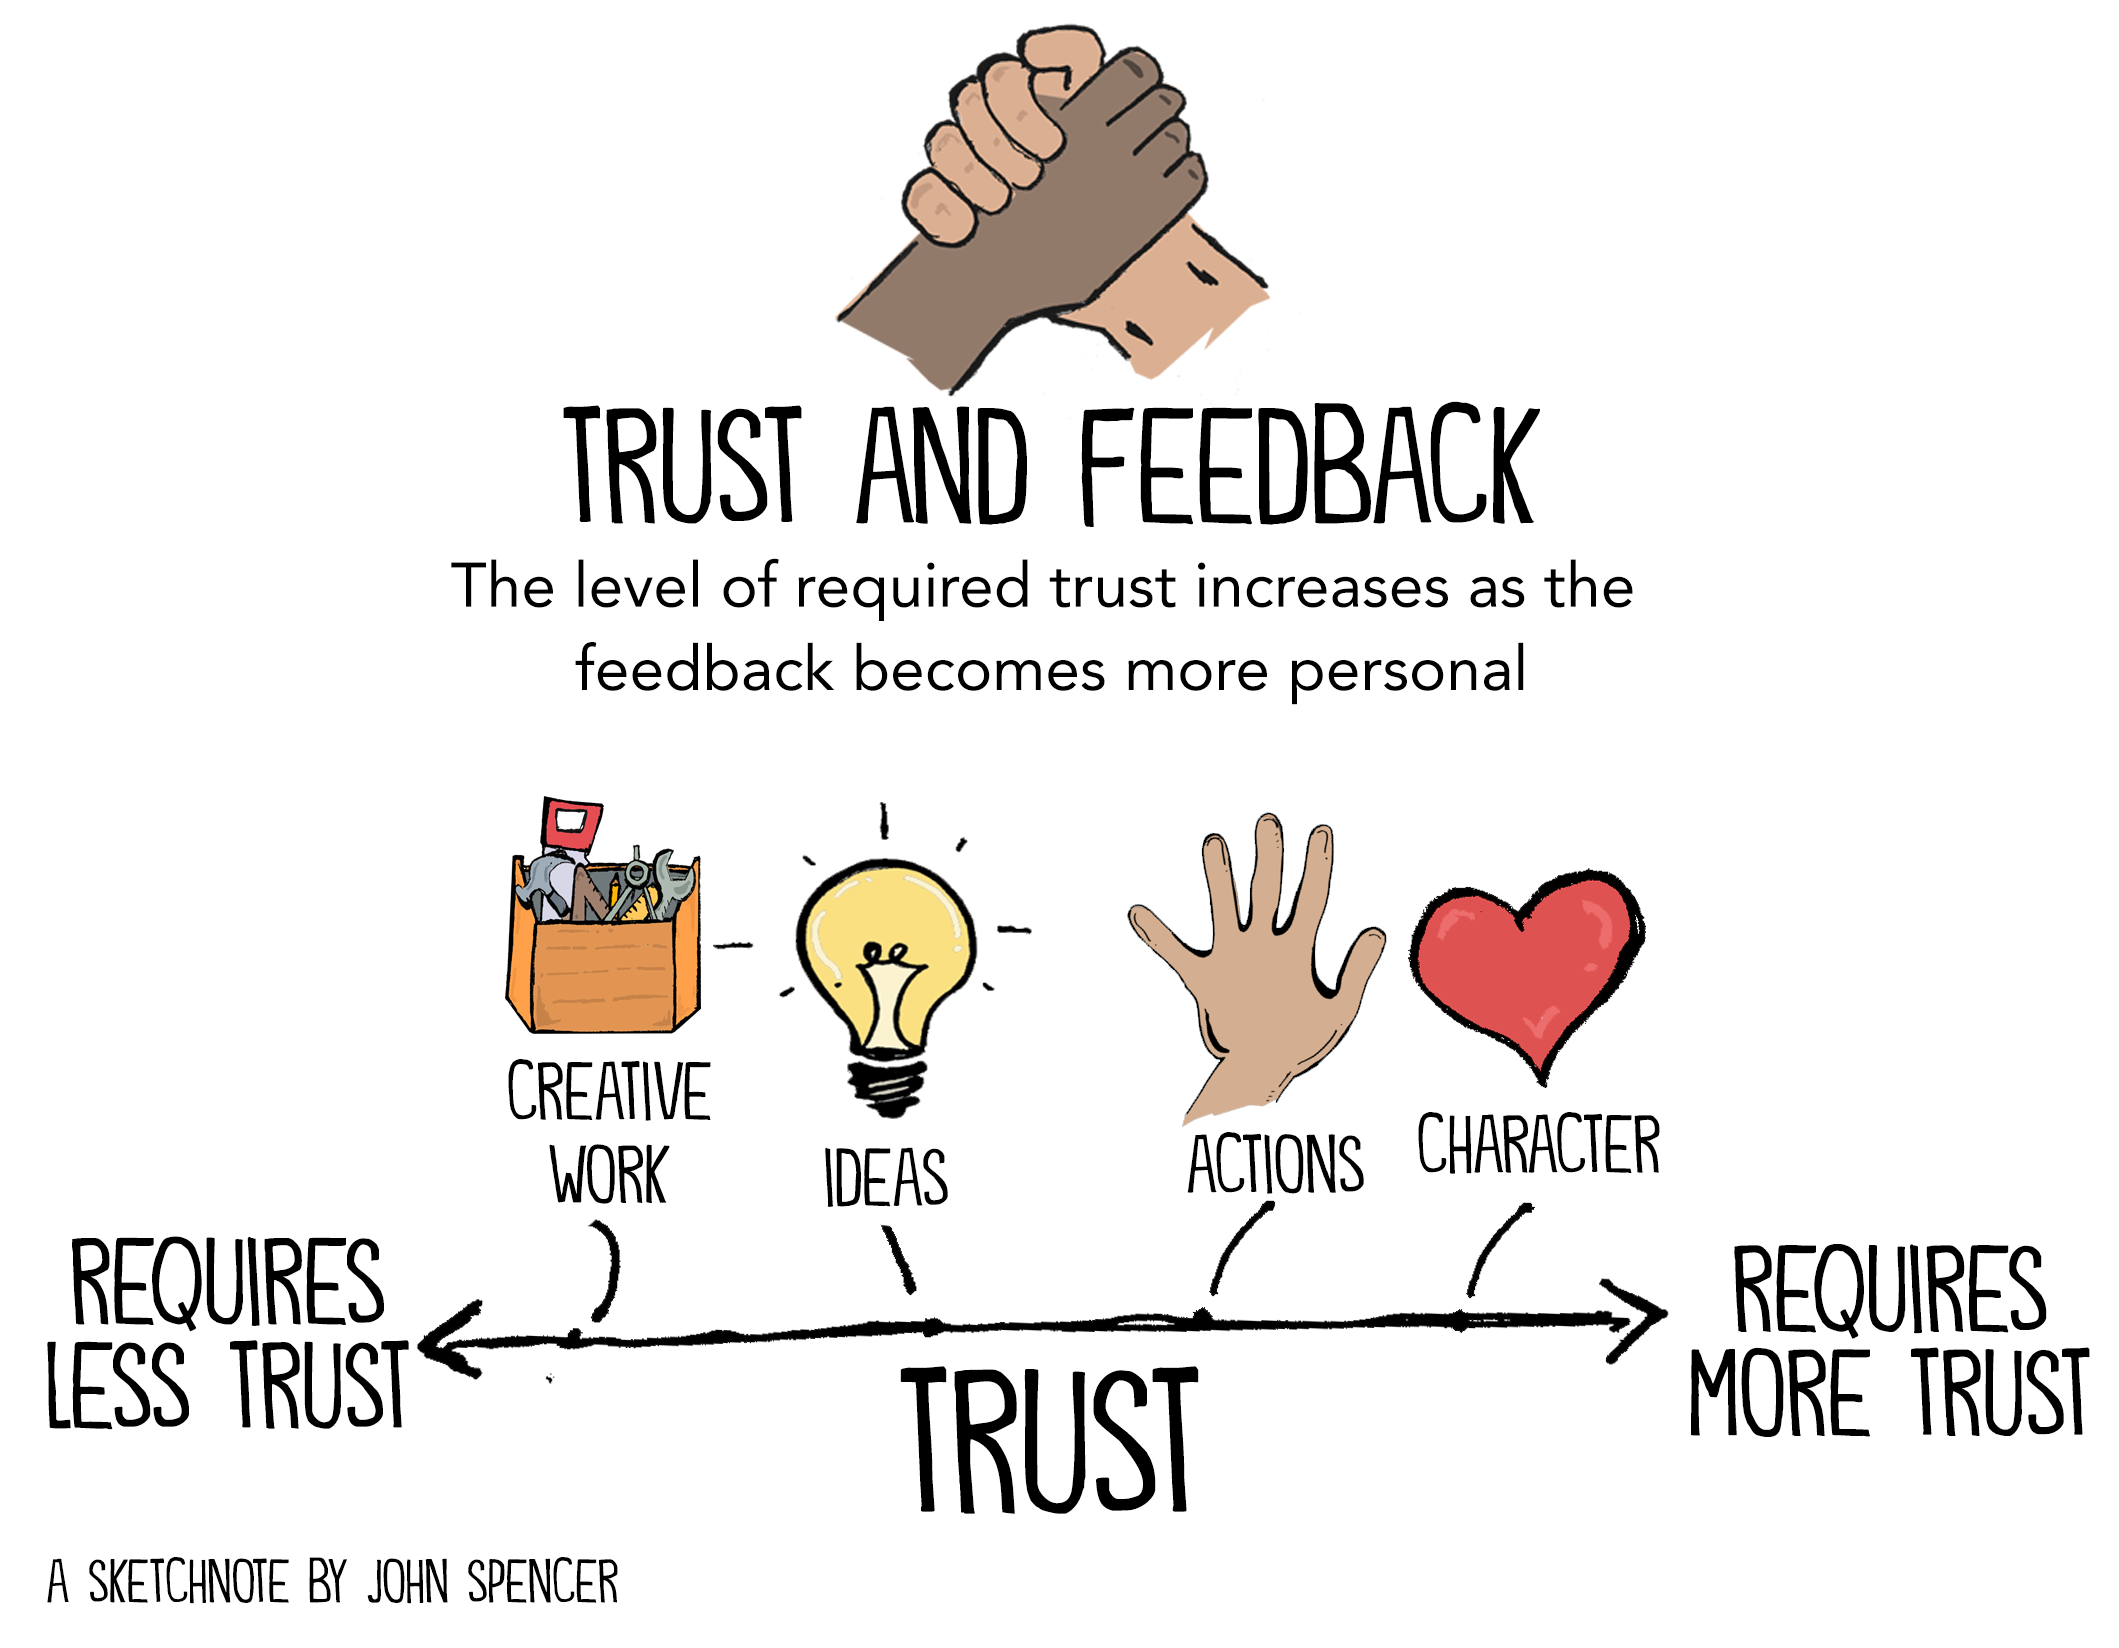 TRUST AND FEEDBACK
The level of required trust increases as the
feedback becomes more personal
CREATIVE
WORK
IDEAS
ACTIONS
CHARACTER
REQUIRES
LESS TRUST
REQUIRES
MORE TRUST
TRUST
A SKETCHNOTE BY JOHN SPENCER